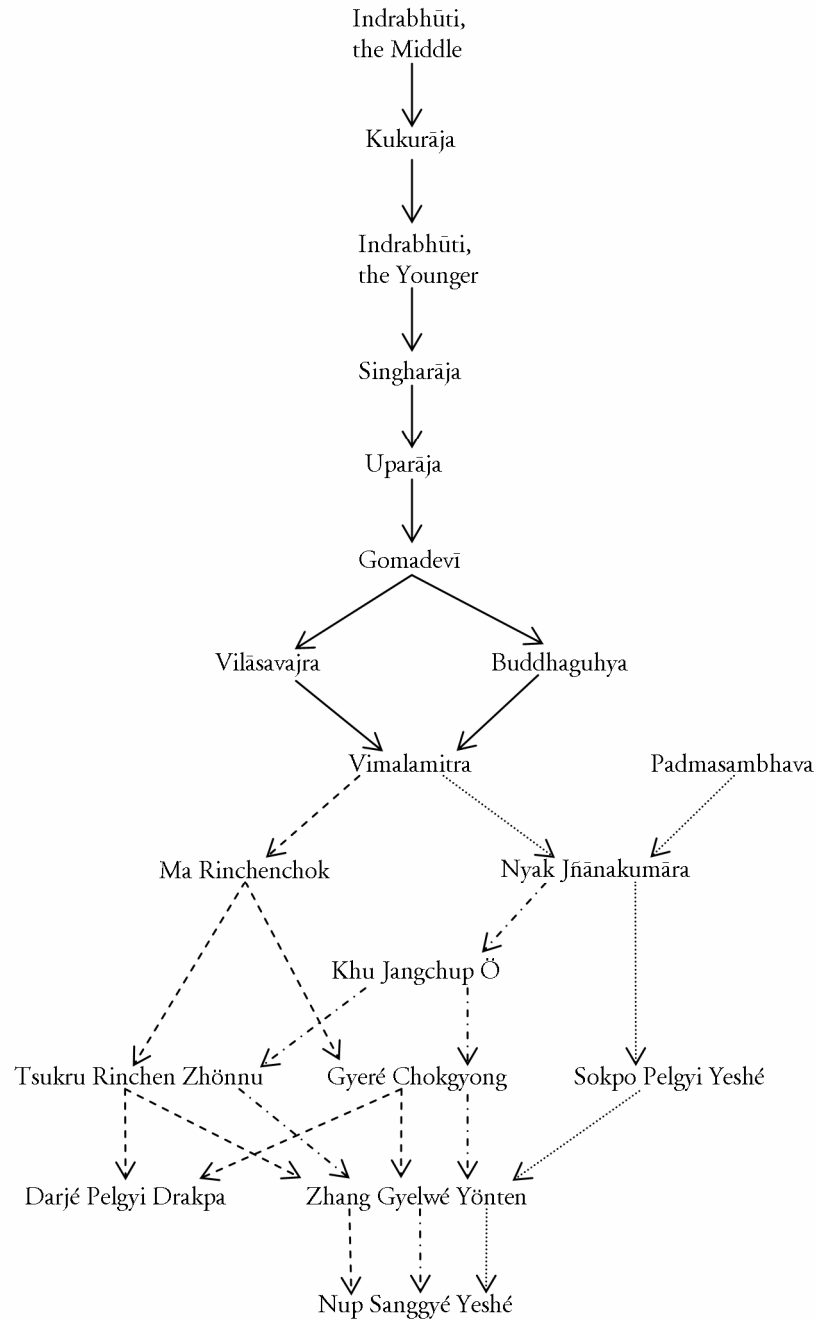 Indrabhūti,
the Middle
Kukurāja
Indrabhūti,
the Younger
Singharāja
Uparāja
Gomadevī
Vilāsavajra
Buddhaguhya
Vimalamitra
Padmasambhava
Ma Rinchenchok
Nyak Jñānakumāra
Khu Jangchup Ö
Tsukru Rinchen Zhönnu
Gyeré Chokgyong
Sokpo Pelgyi Yeshé
Darjé Pelgyi Drakpa
Zhang Gyelwé Yönten
Nup Sanggyé Yeshé